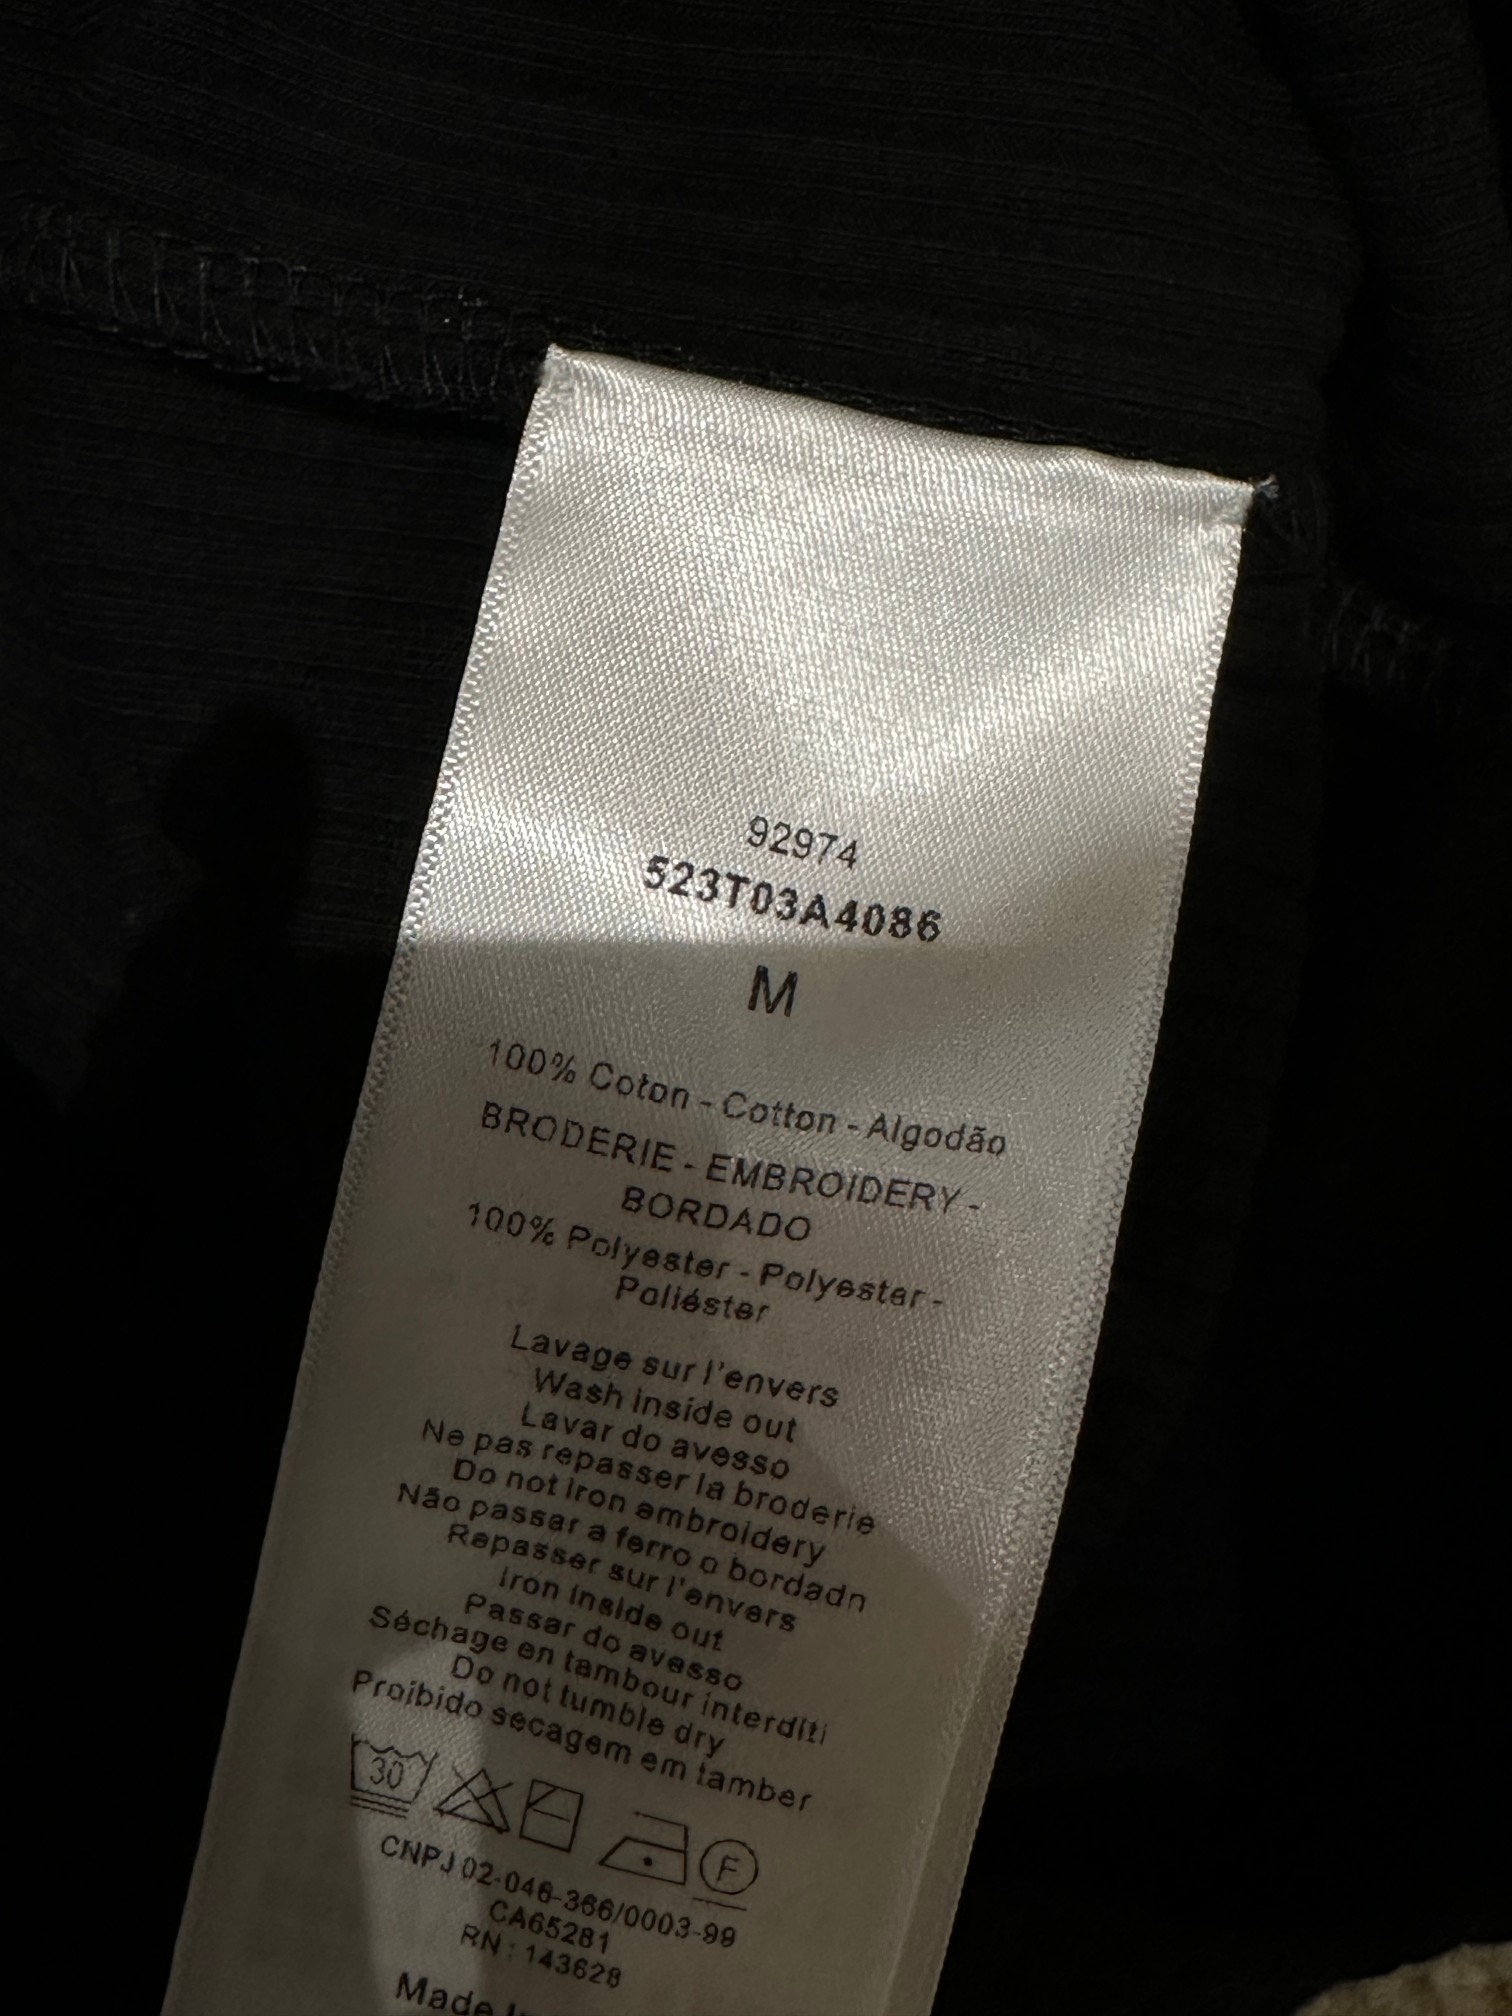 92974
523T03A4086
M
100% Coton - Cotton - Algodão
BRODERIE - EMBROIDERY -
BORDADO
100% Polyester - Polyester -
Poliéster
Lavage sur l'envers
Wash inside out
Lavar do avesso
Ne pas repasser la broderie
Do not iron embroidery
Não passar a ferro o bordadn
Repasser sur l'envers
Iron inside out
Passar do avesso
Séchage en tambour interditi
Do not tumble dry
Proibido secagem em tamber
30
F
CNPJ 02-046-366/0003-99
CA65281
RN : 143628
Made